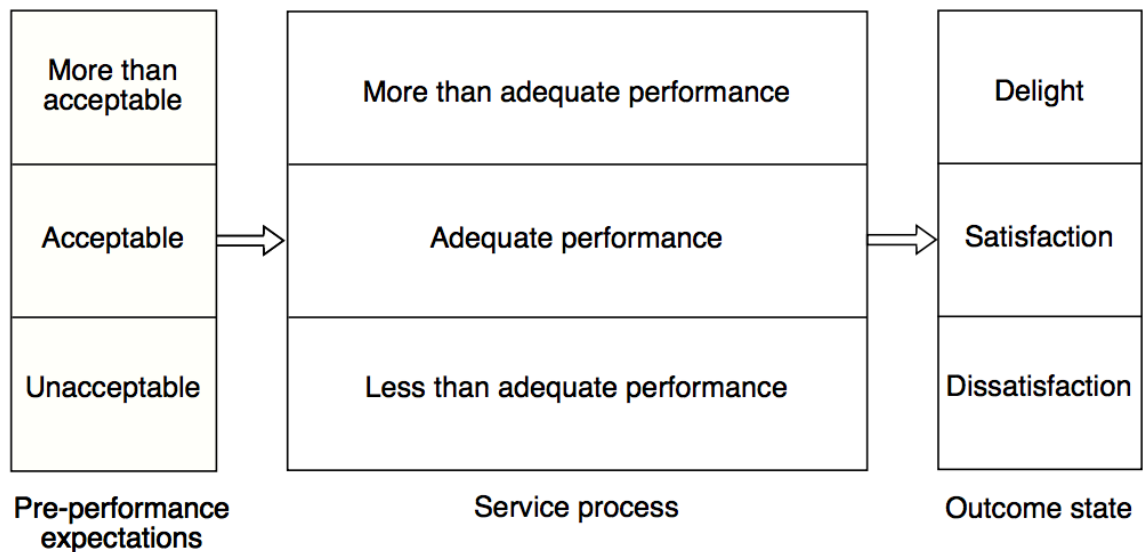 More than
acceptable
More than adequate performance
Delight
Acceptable
Adequate performance
Satisfaction
Unacceptable
Less than adequate performance
Dissatisfaction
Pre-performance
expectations
Service process
Outcome state